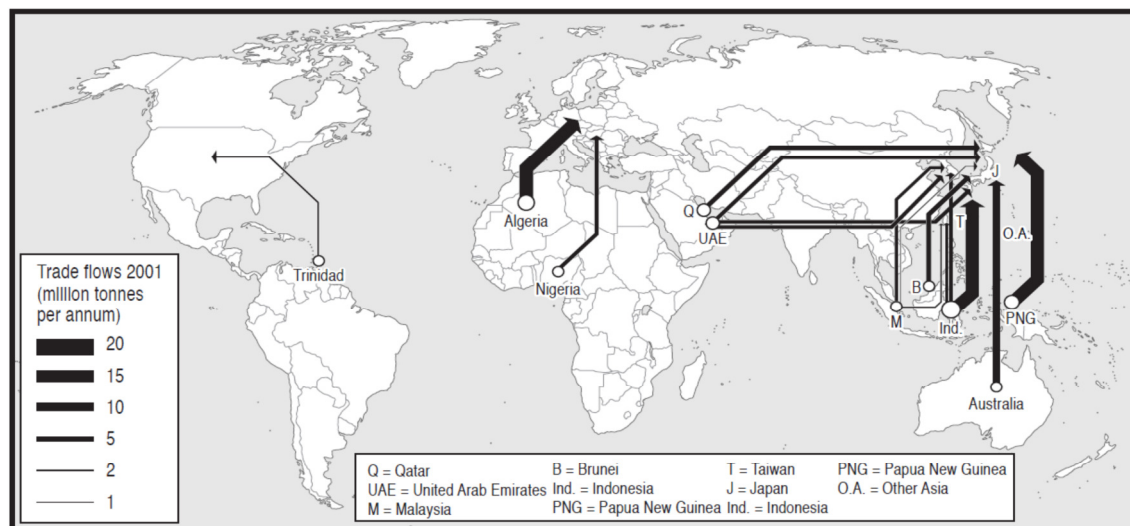 J
Q
Algeria
T
UAE
O.A.
Trinidad
Nigeria
B
M
Ind.
PNG
Australia
Trade flows 2001
(million tonnes
per annum)
20
15
10
5
2
1
Q = Qatar B = Brunei T = Taiwan PNG = Papua New Guinea
UAE = United Arab Emirates Ind. = Indonesia J = Japan O.A. = Other Asia
M = Malaysia PNG = Papua New Guinea Ind. = Indonesia